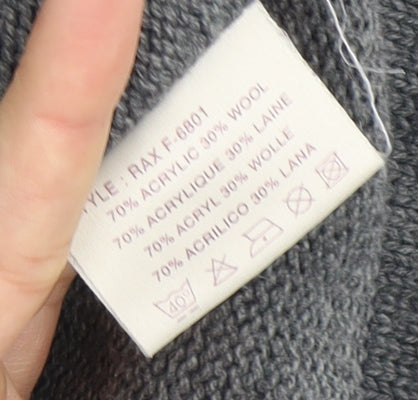 YLE : RAX F-6801
70% ACRYLIC 30% WOOL
70% ACRYLIQUE 30% LAINE
70% ACRYL 30% WOLLE
70% ACRILICO 30% LANA
40°